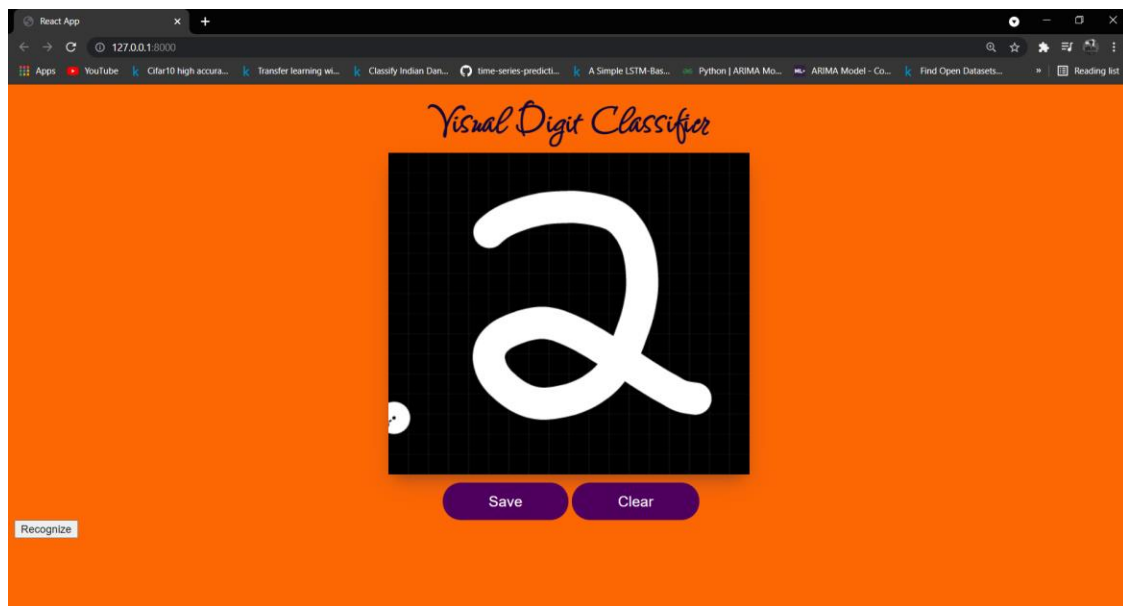 React App
127.0.0.1:8000
Apps YouTube Cifar10 high accura... Transfer learning wi... Classify Indian Dan... time-series-predicti... A Simple LSTM-Bas... Python | ARIMA Mo... ARIMA Model - Co... Find Open Datasets... » Reading list
Visual Digit Classifier
2
Save Clear
Recognize